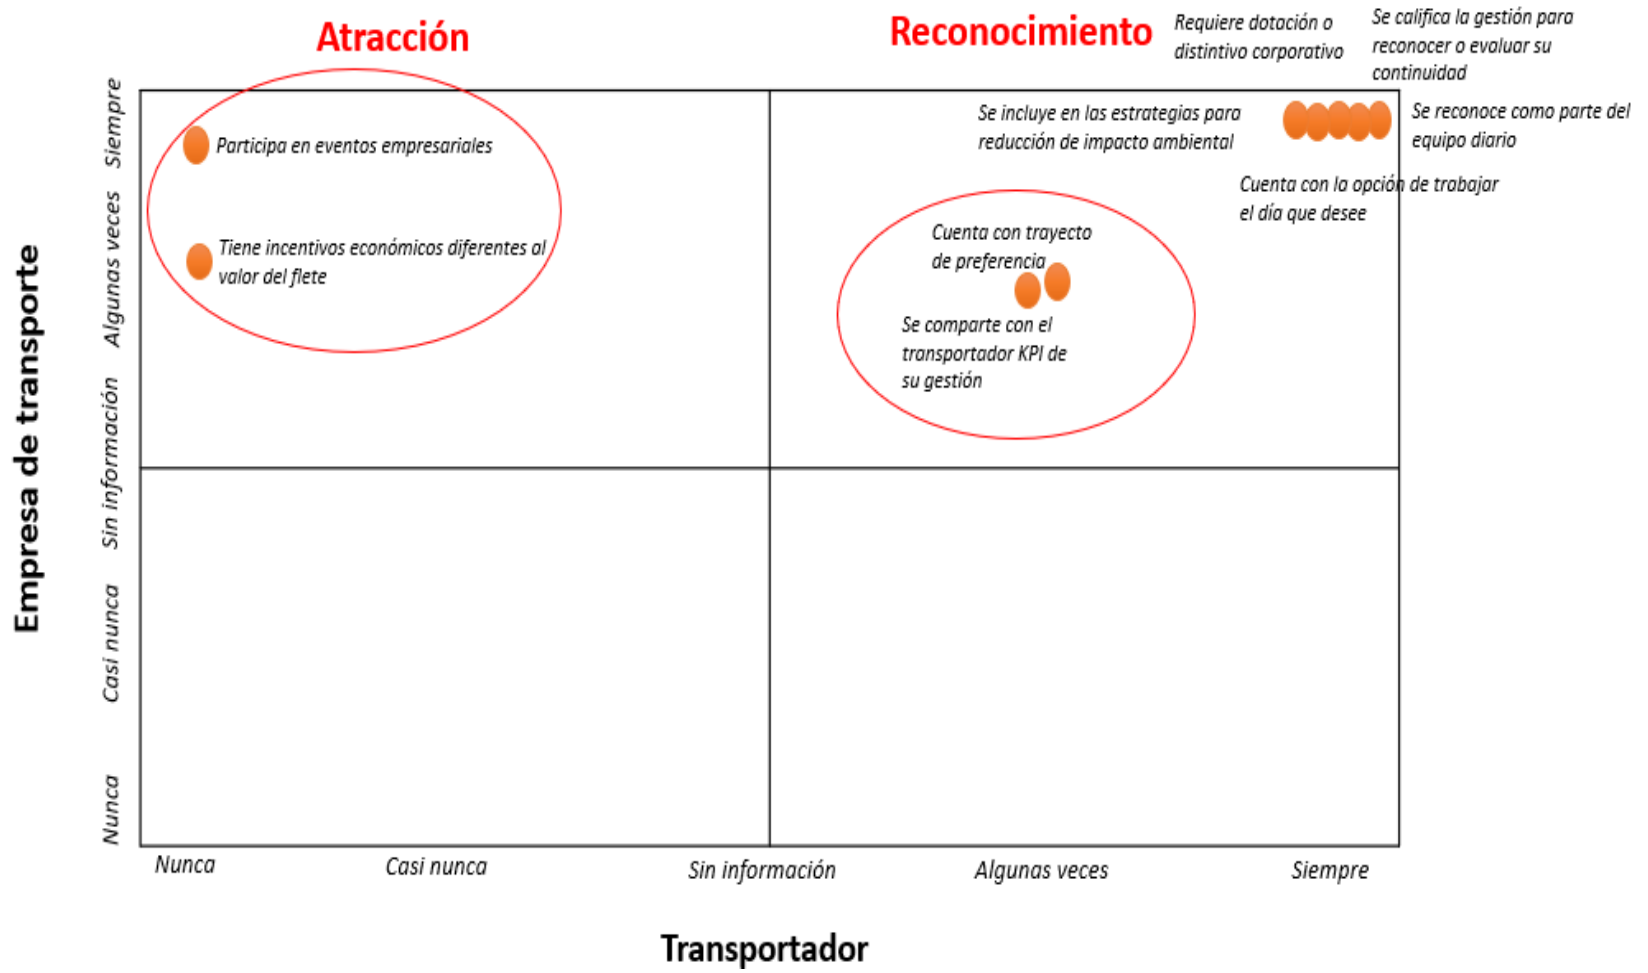 Atracción
Reconocimiento
Requiere dotación o
distintivo corporativo
Se califica la gestión para
reconocer o evaluar su
continuidad
Siempre
Participa en eventos empresariales
Se incluye en las estrategias para
reducción de impacto ambiental
Se reconoce como parte del
equipo diario
Cuenta con la opción de trabajar
el día que desee
Algunas veces
Tiene incentivos económicos diferentes al
valor del flete
Cuenta con trayecto
de preferencia
Se comparte con el
transportador KPI de
su gestión
Empresa de transporte
Sin información
Casi nunca
Nunca
Nunca
Casi nunca
Sin información
Algunas veces
Siempre
Transportador